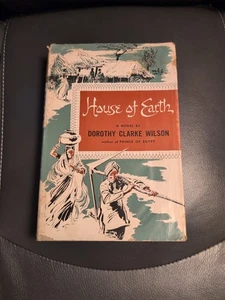 House of Earth
A NOVEL BY
DOROTHY CLARKE WILSON
Author of PRINCE OF EGYPT